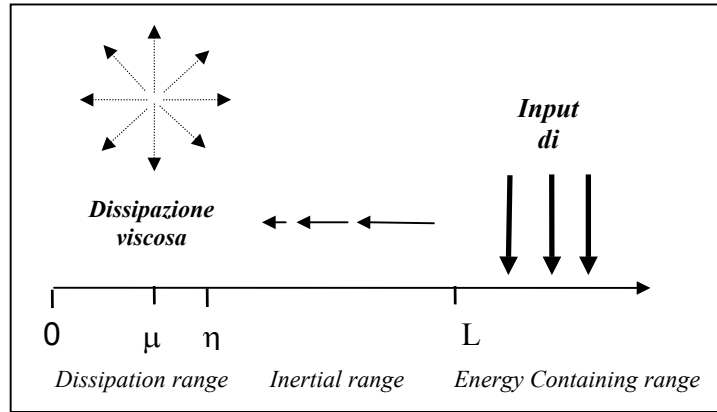 Input
di
Dissipazione
viscosa
0 μ η L
Dissipation range Inertial range Energy Containing range